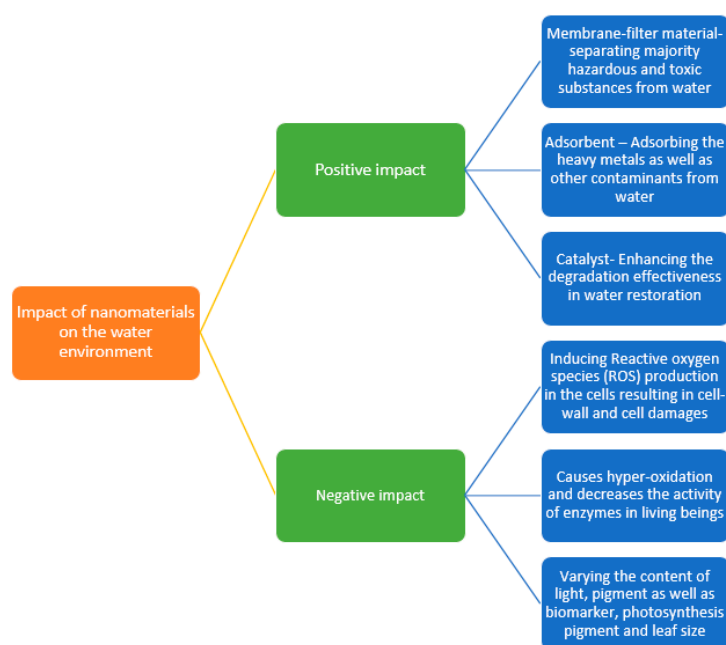 Membrane-filter material-
separating majority
hazardous and toxic
substances from water
Positive impact
Adsorbent – Adsorbing the
heavy metals as well as
other contaminants from
water
Catalyst- Enhancing the
degradation effectiveness
in water restoration
Impact of nanomaterials
on the water
environment
Inducing Reactive oxygen
species (ROS) production
in the cells resulting in cell-
wall and cell damages
Negative impact
Causes hyper-oxidation
and decreases the activity
of enzymes in living beings
Varying the content of
light, pigment as well as
biomarker, photosynthesis
pigment and leaf size